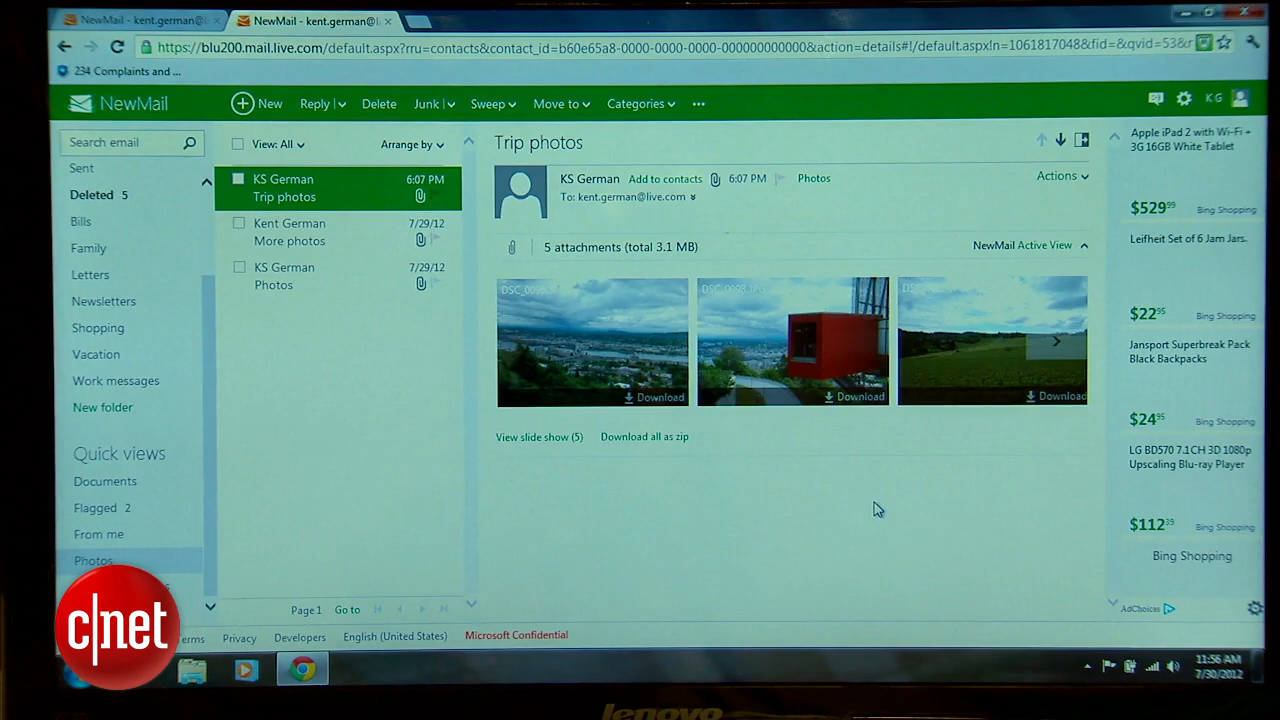 NewMail - kent.german@l
NewMail - kent.german@l
https://blu200.mail.live.com/default.aspx?rru=contacts&contact_id=b60e65a8-0000-0000-0000-000000000000&action=details#!/default.aspx!n=1061817048&fid=&qvid=53&r
234 Complaints and ...
NewMail
New Reply Delete Junk Sweep Move to Categories ...
K G
Search email
Sent
Deleted 5
Bills
Family
Letters
Newsletters
Shopping
Vacation
Work messages
New folder
Quick views
Documents
Flagged 2
From me
Photos
View: All Arrange by
KS German 6:07 PM
Trip photos
Kent German 7/29/12
More photos
KS German 7/29/12
Photos
Page 1 Go to
Trip photos
KS German Add to contacts 6:07 PM Photos
Actions
To: kent.german@live.com
5 attachments (total 3.1 MB)
NewMail Active View
DSC_0098.JPG
Download
Download
Download
View slide show (5) Download all as zip
Apple iPad 2 with Wi-Fi +
3G 16GB White Tablet
$529.99 Bing Shopping
Leifheit Set of 6 Jam Jars.
$22.95 Bing Shopping
Jansport Superbreak Pack
Black Backpacks
$24.95 Bing Shopping
LG BD570 7.1CH 3D 1080p
Upscaling Blu-ray Player
$112.39 Bing Shopping
Bing Shopping
AdChoices
erms Privacy Developers English (United States) Microsoft Confidential
c|net
11:56 AM
7/30/2012
lenovo